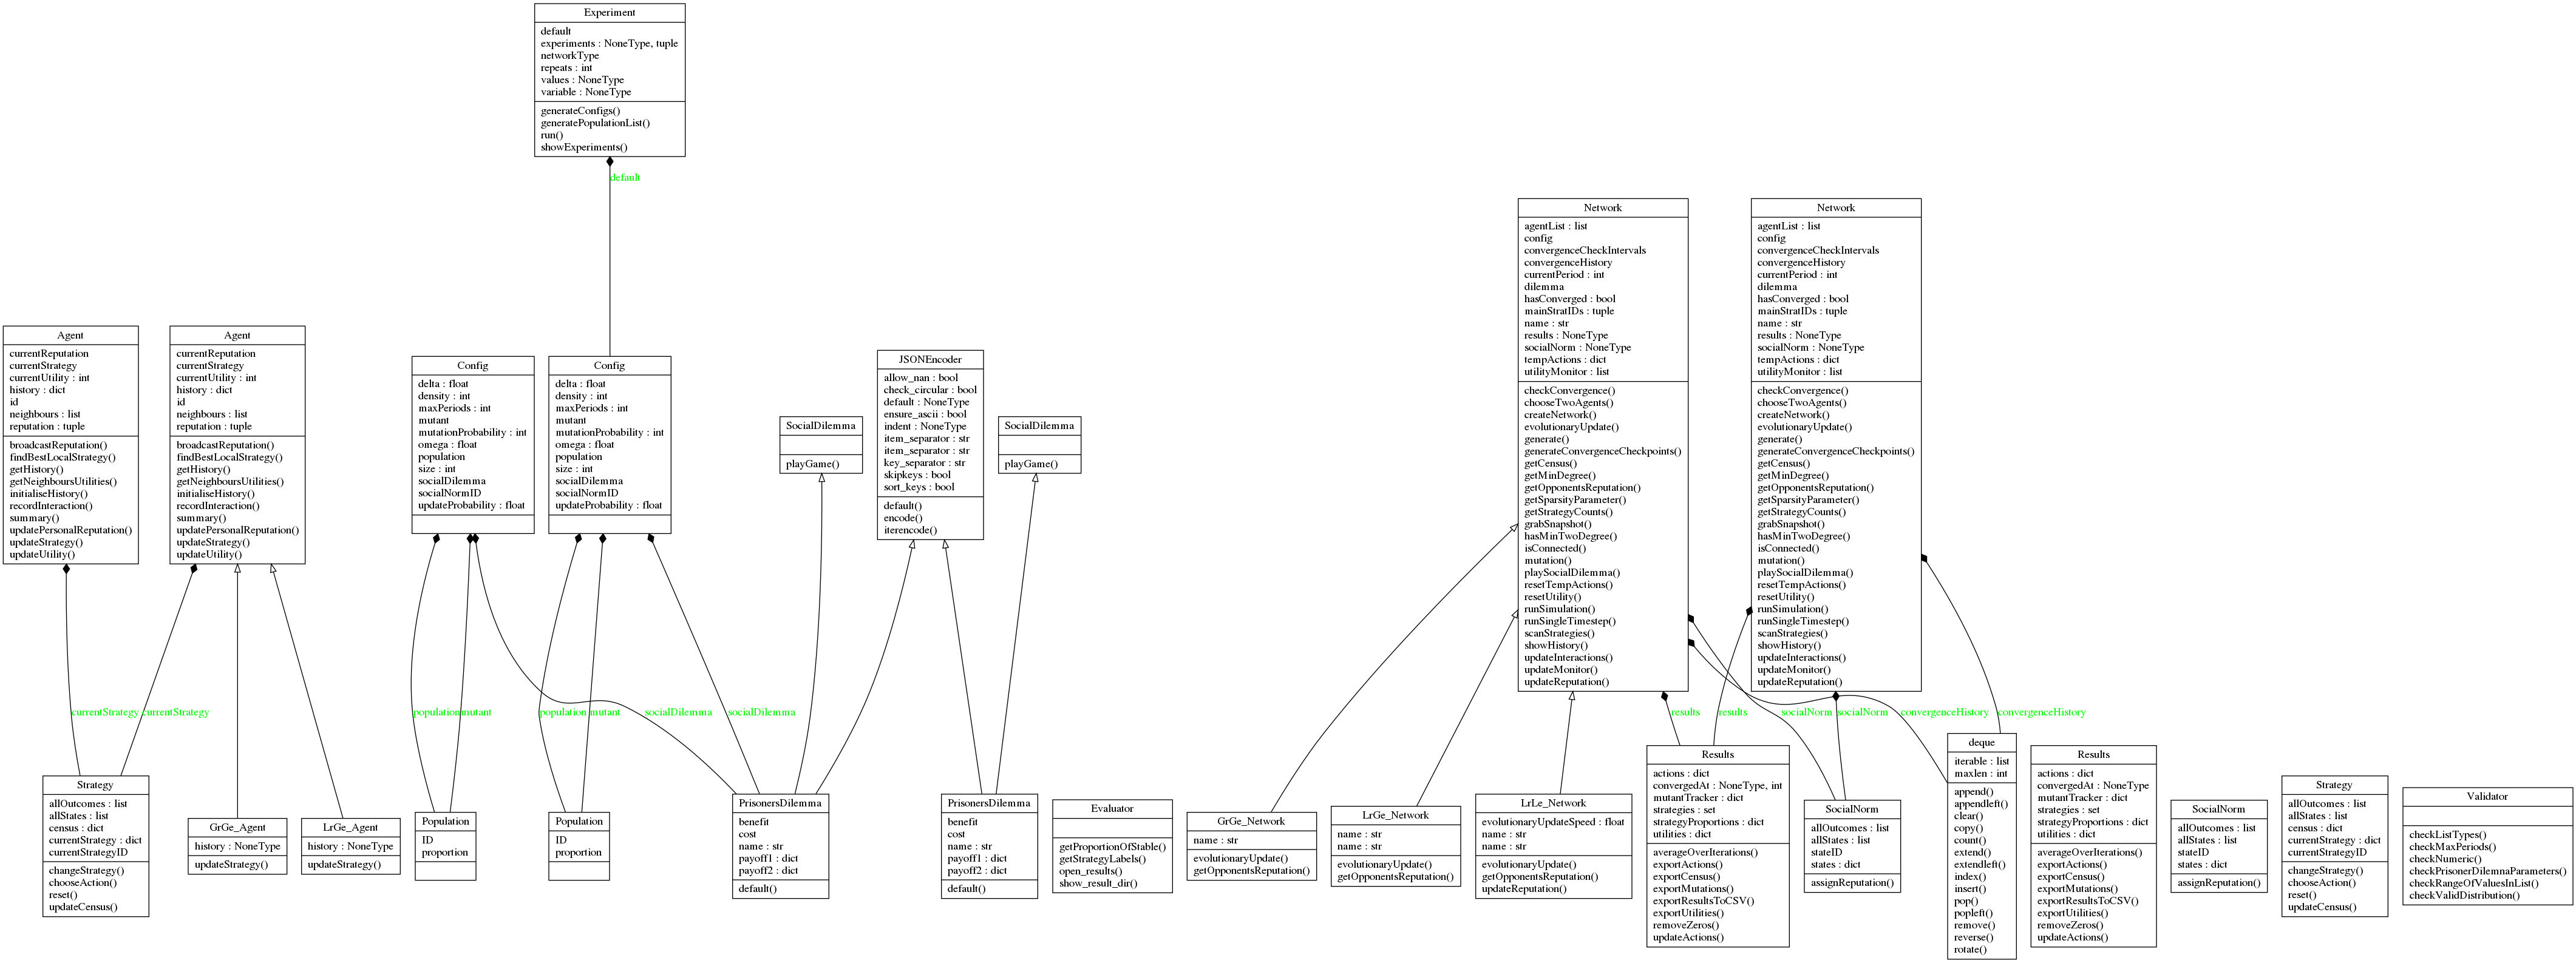 Experiment
default
experiments : NoneType, tuple
networkType
repeats : int
values : NoneType
variable : NoneType
generateConfigs()
generatePopulationList()
run()
showExperiments()
default
Agent
currentReputation
currentStrategy
currentUtility : int
history : dict
id
neighbours : list
reputation : tuple
broadcastReputation()
findBestLocalStrategy()
getHistory()
getNeighboursUtilities()
initialiseHistory()
recordInteraction()
summary()
updatePersonalReputation()
updateStrategy()
updateUtility()
Agent
currentReputation
currentStrategy
currentUtility : int
history : dict
id
neighbours : list
reputation : tuple
broadcastReputation()
findBestLocalStrategy()
getHistory()
getNeighboursUtilities()
initialiseHistory()
recordInteraction()
summary()
updatePersonalReputation()
updateStrategy()
updateUtility()
Config
delta : float
density : int
maxPeriods : int
mutant
mutationProbability : int
omega : float
population
size : int
socialDilemma
socialNormID
updateProbability : float
Config
delta : float
density : int
maxPeriods : int
mutant
mutationProbability : int
omega : float
population
size : int
socialDilemma
socialNormID
updateProbability : float
SocialDilemma
playGame()
JSONEncoder
allow_nan : bool
check_circular : bool
default : NoneType
ensure_ascii : bool
indent : NoneType
item_separator : str
item_separator : str
key_separator : str
skipkeys : bool
sort_keys : bool
default()
encode()
iterencode()
SocialDilemma
playGame()
Network
agentList : list
config
convergenceCheckIntervals
convergenceHistory
currentPeriod : int
dilemma
hasConverged : bool
mainStratIDs : tuple
name : str
results : NoneType
socialNorm : NoneType
tempActions : dict
utilityMonitor : list
checkConvergence()
chooseTwoAgents()
createNetwork()
evolutionaryUpdate()
generate()
generateConvergenceCheckpoints()
getCensus()
getMinDegree()
getOpponentsReputation()
getSparsityParameter()
getStrategyCounts()
grabSnapshot()
hasMinTwoDegree()
isConnected()
mutation()
playSocialDilemma()
resetTempActions()
resetUtility()
runSimulation()
runSingleTimestep()
scanStrategies()
showHistory()
updateInteractions()
updateMonitor()
updateReputation()
Network
agentList : list
config
convergenceCheckIntervals
convergenceHistory
currentPeriod : int
dilemma
hasConverged : bool
mainStratIDs : tuple
name : str
results : NoneType
socialNorm : NoneType
tempActions : dict
utilityMonitor : list
checkConvergence()
chooseTwoAgents()
createNetwork()
evolutionaryUpdate()
generate()
generateConvergenceCheckpoints()
getCensus()
getMinDegree()
getOpponentsReputation()
getSparsityParameter()
getStrategyCounts()
grabSnapshot()
hasMinTwoDegree()
isConnected()
mutation()
playSocialDilemma()
resetTempActions()
resetUtility()
runSimulation()
runSingleTimestep()
scanStrategies()
showHistory()
updateInteractions()
updateMonitor()
updateReputation()
currentStrategy
currentStrategy
population
mutant
population
mutant
socialDilemma
socialDilemma
results
results
socialNorm
socialNorm
convergenceHistory
convergenceHistory
Strategy
allOutcomes : list
allStates : list
census : dict
currentStrategy : dict
currentStrategyID
changeStrategy()
chooseAction()
reset()
updateCensus()
GrGe_Agent
history : NoneType
updateStrategy()
LrGe_Agent
history : NoneType
updateStrategy()
Population
ID
proportion
Population
ID
proportion
PrisonersDilemma
benefit
cost
name : str
payoff1 : dict
payoff2 : dict
default()
PrisonersDilemma
benefit
cost
name : str
payoff1 : dict
payoff2 : dict
default()
Evaluator
getProportionOfStable()
getStrategyLabels()
open_results()
show_result_dir()
GrGe_Network
name : str
evolutionaryUpdate()
getOpponentsReputation()
LrGe_Network
name : str
name : str
evolutionaryUpdate()
getOpponentsReputation()
LrLe_Network
evolutionaryUpdateSpeed : float
name : str
name : str
evolutionaryUpdate()
getOpponentsReputation()
updateReputation()
Results
actions : dict
convergedAt : NoneType, int
mutantTracker : dict
strategies : set
strategyProportions : dict
utilities : dict
averageOverIterations()
exportActions()
exportCensus()
exportMutations()
exportResultsToCSV()
exportUtilities()
removeZeros()
updateActions()
SocialNorm
allOutcomes : list
allStates : list
stateID
states : dict
assignReputation()
deque
iterable : list
maxlen : int
append()
appendleft()
clear()
copy()
count()
extend()
extendleft()
index()
insert()
pop()
popleft()
remove()
reverse()
rotate()
Results
actions : dict
convergedAt : NoneType
mutantTracker : dict
strategies : set
strategyProportions : dict
utilities : dict
averageOverIterations()
exportActions()
exportCensus()
exportMutations()
exportResultsToCSV()
exportUtilities()
removeZeros()
updateActions()
SocialNorm
allOutcomes : list
allStates : list
stateID
states : dict
assignReputation()
Strategy
allOutcomes : list
allStates : list
census : dict
currentStrategy : dict
currentStrategyID
changeStrategy()
chooseAction()
reset()
updateCensus()
Validator
checkListTypes()
checkMaxPeriods()
checkNumeric()
checkPrisonerDilemnaParameters()
checkRangeOfValuesInList()
checkValidDistribution()